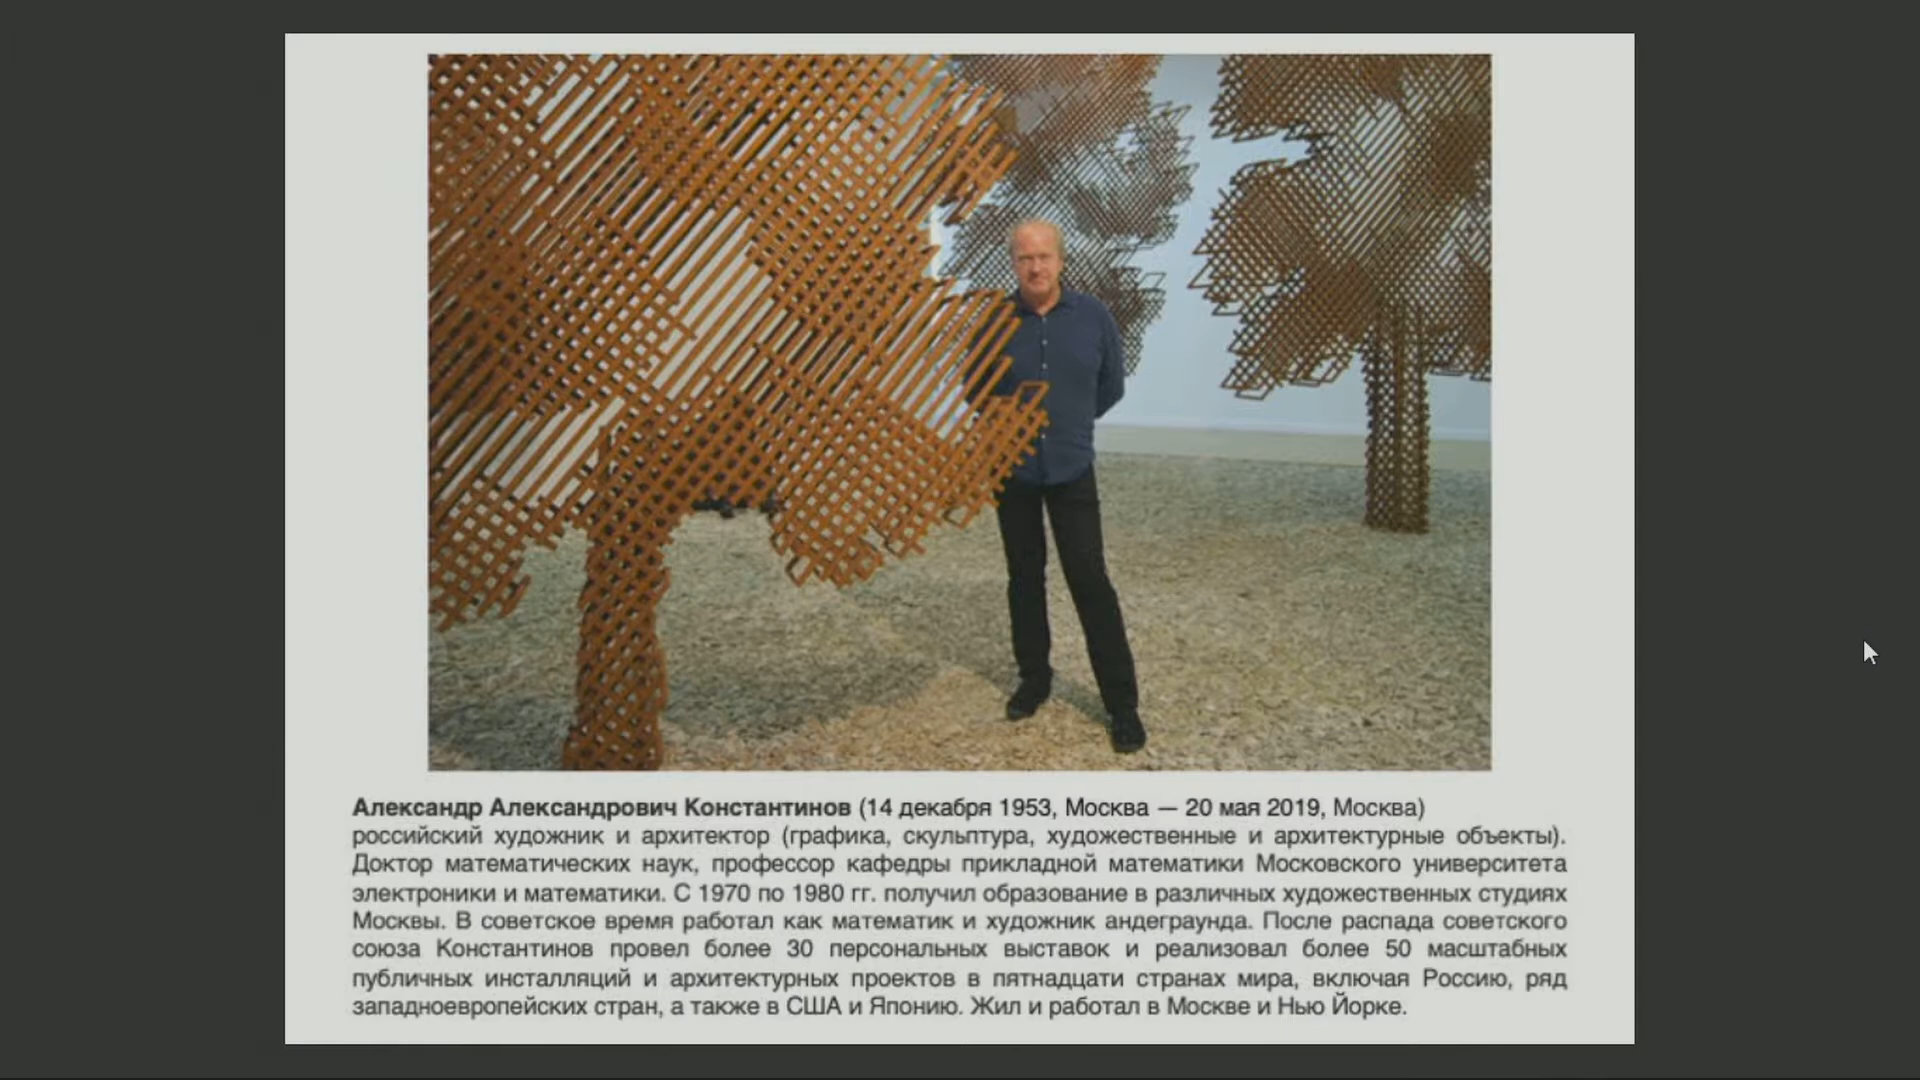 Александр Александрович Константинов (14 декабря 1953, Москва — 20 мая 2019, Москва)
российский художник и архитектор (графика, скульптура, художественные и архитектурные объекты).
Доктор математических наук, профессор кафедры прикладной математики Московского университета
электроники и математики. С 1970 по 1980 гг. получил образование в различных художественных студиях
Москвы. В советское время работал как математик и художник андеграунда. После распада советского
союза Константинов провел более 30 персональных выставок и реализовал более 50 масштабных
публичных инсталляций и архитектурных проектов в пятнадцати странах мира, включая Россию, ряд
западноевропейских стран, а также в США и Японию. Жил и работал в Москве и Нью Йорке.